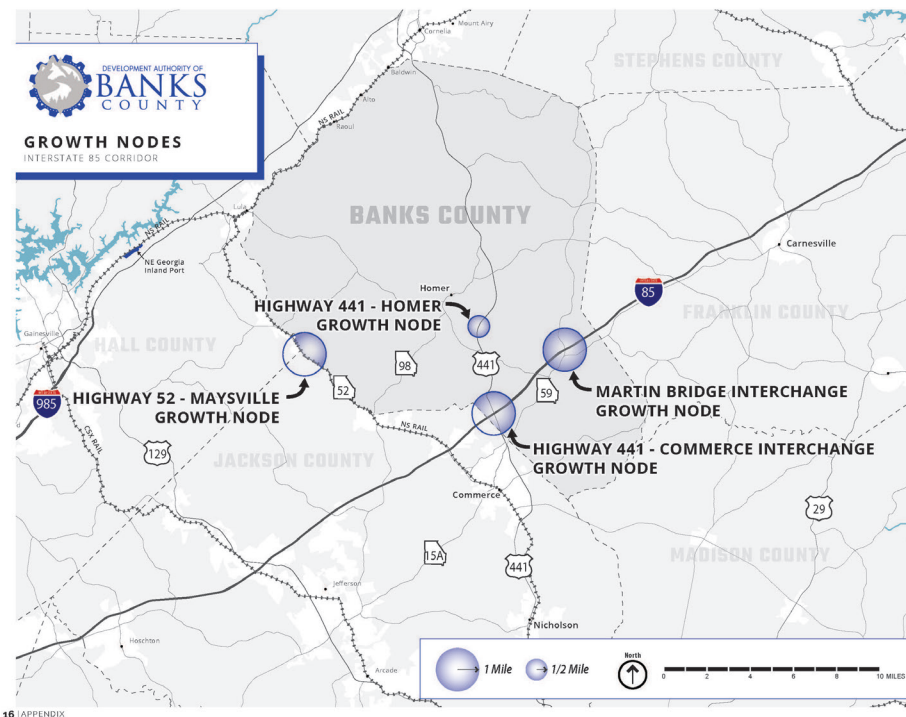 DEVELOPMENT AUTHORITY OF
BANKS
COUNTY
GROWTH NODES
INTERSTATE 85 CORRIDOR
Mount Airy
Cornelia
Baldwin
Alto
Raoul
NS RAIL
STEPHENS COUNTY
BANKS COUNTY
Lula
NS RAIL
NE Georgia
Inland Port
Carnesville
Homer
85
HIGHWAY 441 - HOMER
GROWTH NODE
FRANKLIN COUNTY
Gainesville
HALL COUNTY
98
441
52
59
985
HIGHWAY 52 - MAYSVILLE
GROWTH NODE
MARTIN BRIDGE INTERCHANGE
GROWTH NODE
NS RAIL
CSX RAIL
129
HIGHWAY 441 - COMMERCE INTERCHANGE
GROWTH NODE
JACKSON COUNTY
Commerce
29
15A
441
MADISON COUNTY
Jefferson
Nicholson
Hoschton
Arcade
1 Mile
1/2 Mile
North
0 2 4 6 8 10 MILES
16 | APPENDIX